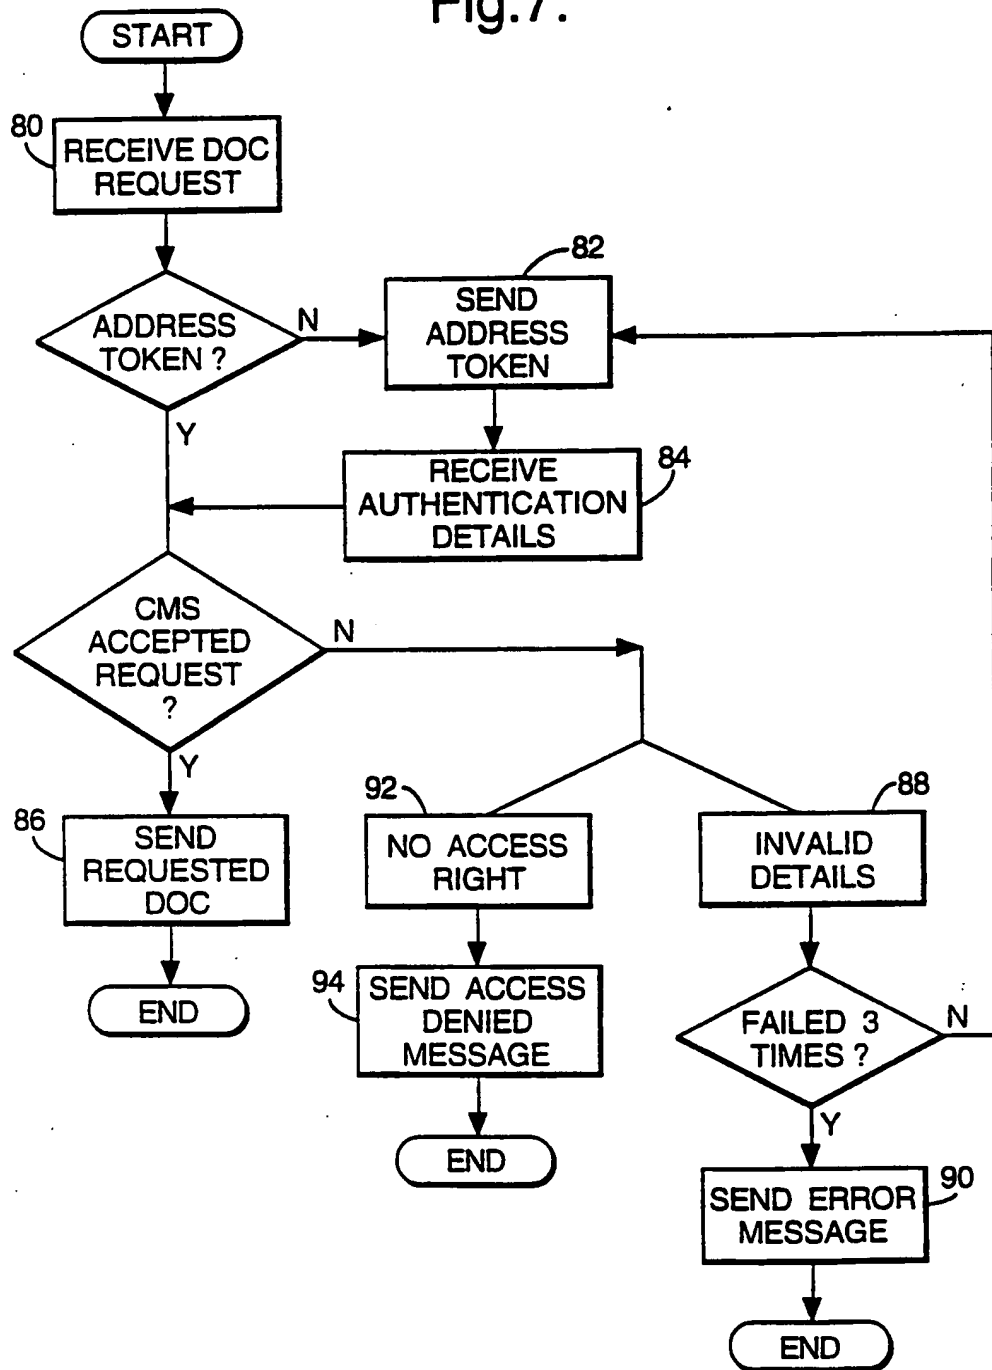 Fig.7.
START
80
RECEIVE DOC
REQUEST
82
SEND
ADDRESS
TOKEN
ADDRESS
TOKEN ?
N
Y
84
RECEIVE
AUTHENTICATION
DETAILS
CMS
ACCEPTED
REQUEST
?
N
Y
86
SEND
REQUESTED
DOC
END
92
NO ACCESS
RIGHT
94
SEND ACCESS
DENIED
MESSAGE
END
88
INVALID
DETAILS
FAILED 3
TIMES ?
N
Y
90
SEND ERROR
MESSAGE
END